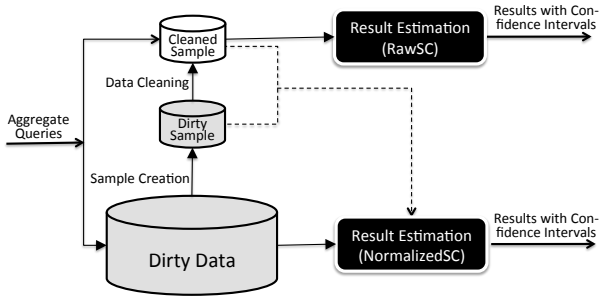 Cleaned
Sample
Result Estimation
(RawSC)
Results with Con-
fidence Intervals
Data Cleaning
Aggregate
Queries
Dirty
Sample
Sample Creation
Dirty Data
Result Estimation
(NormalizedSC)
Results with Con-
fidence Intervals